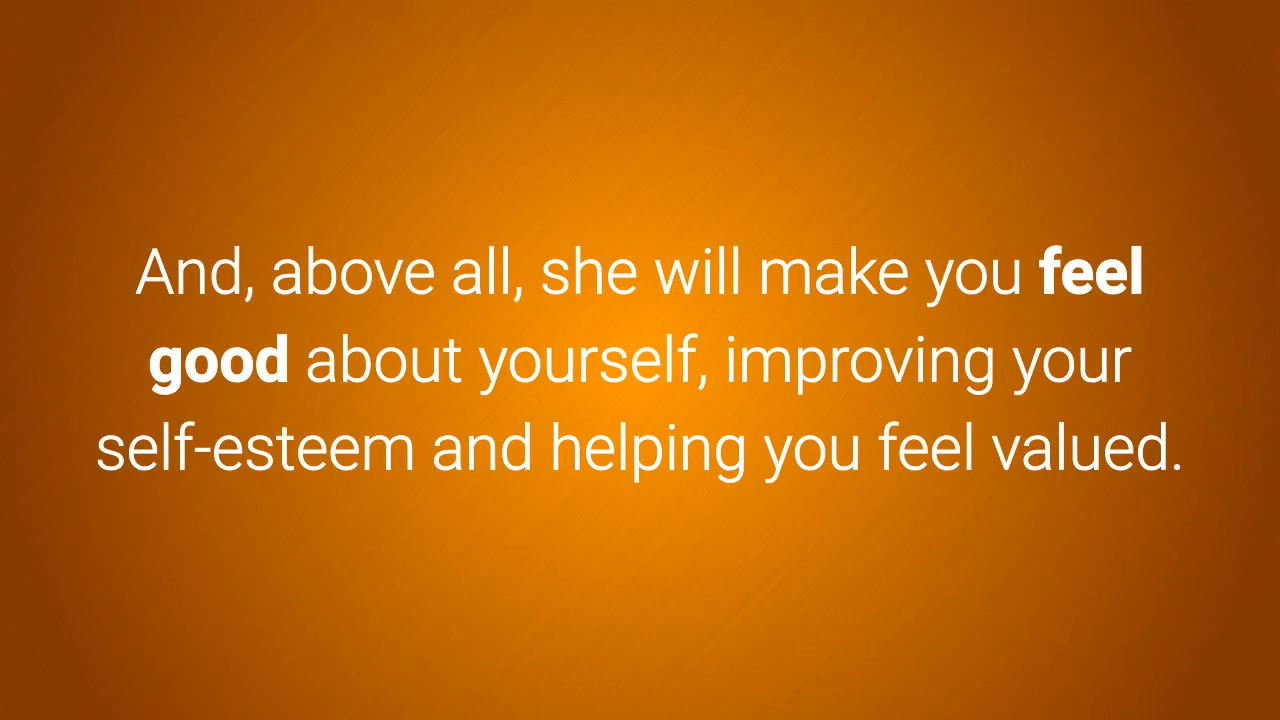 And, above all, she will make you feel
good about yourself, improving your
self-esteem and helping you feel valued.